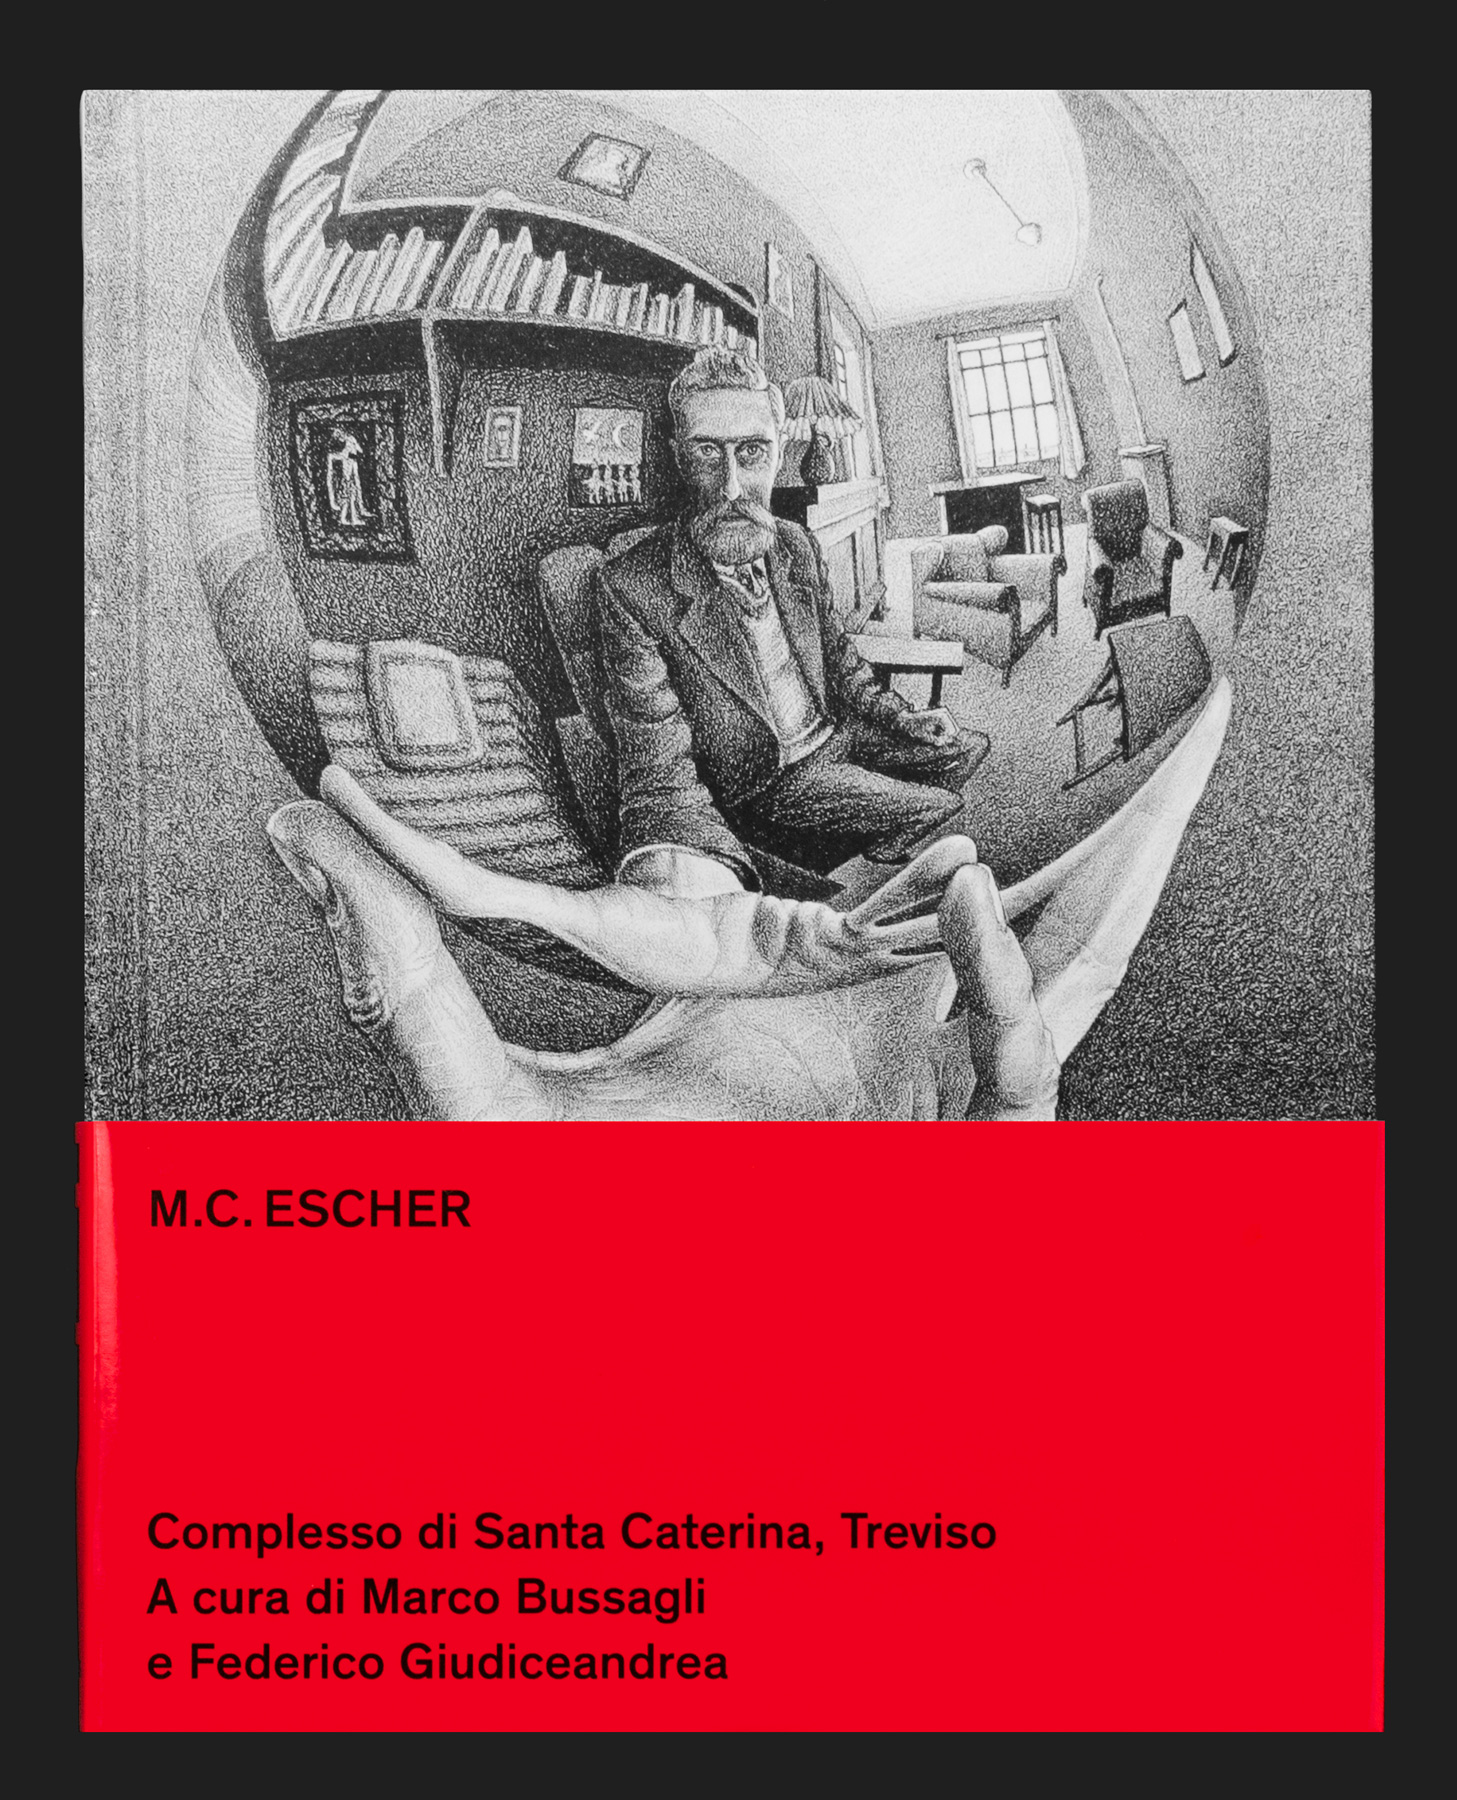 M.C. ESCHER
Complesso di Santa Caterina, Treviso
A cura di Marco Bussagli
e Federico Giudiceandrea